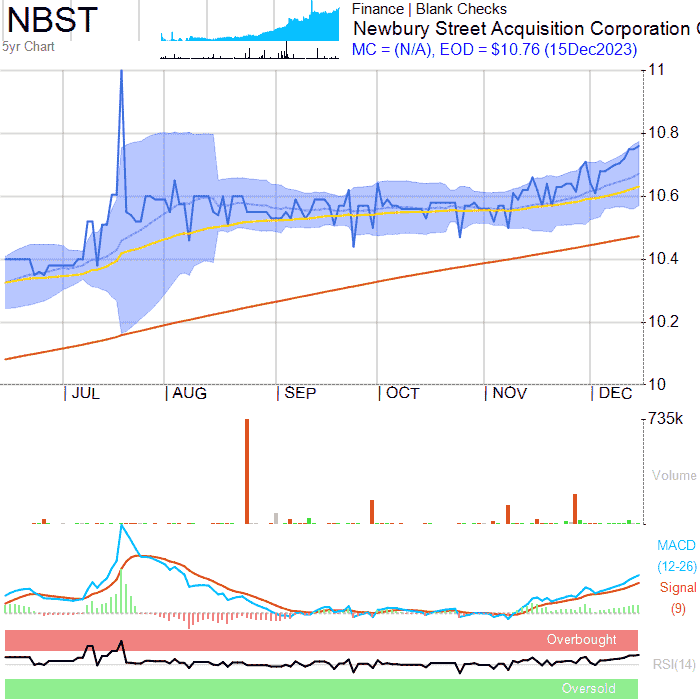 NBST
5yr Chart
Finance | Blank Checks
Newbury Street Acquisition Corporation
MC = (N/A), EOD = $10.76 (15Dec2023)
11
10.8
10.6
10.4
10.2
10
| JUL | AUG | SEP | OCT | NOV | DEC
735k
Volume
MACD
(12-26)
Signal
(9)
Overbought
RSI(14)
Oversold